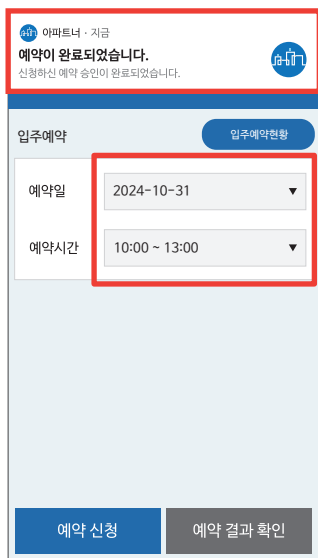 아파트너 · 지금
예약이 완료되었습니다.
신청하신 예약 승인이 완료되었습니다.
입주예약
입주예약현황
예약일
2024-10-31
예약시간
10:00 ~ 13:00
예약 신청
예약 결과 확인